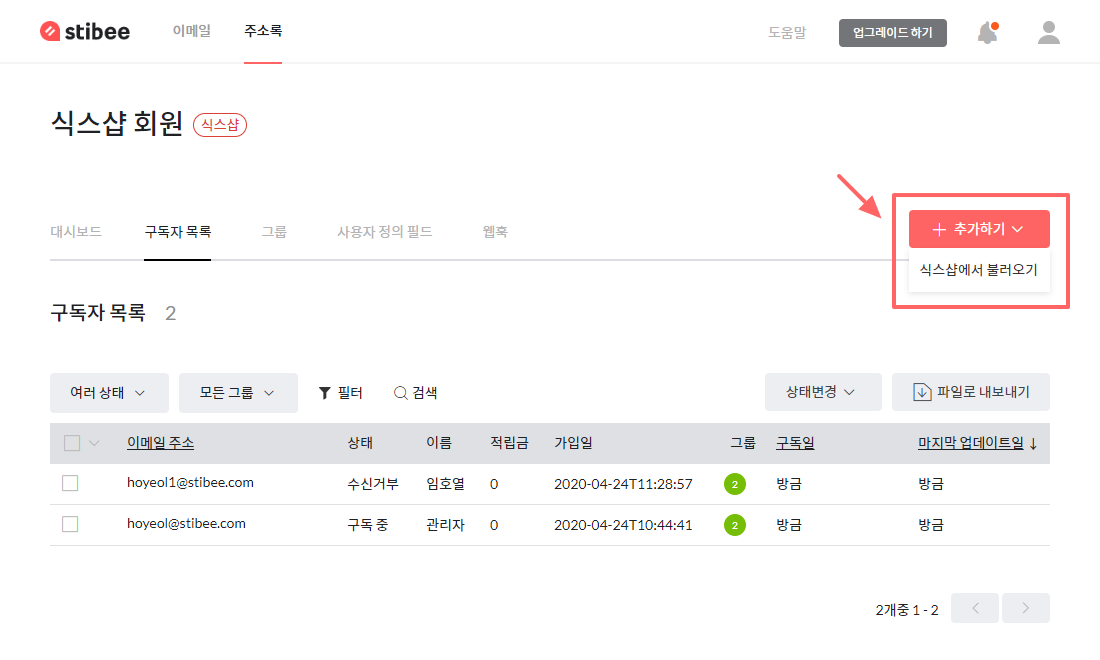 stibee 이메일 주소록 도움말 업그레이드 하기
식스샵 회원 식스샵
대시보드 구독자 목록 그룹 사용자 정의 필드 웹훅 추가하기
식스샵에서 불러오기
구독자 목록 2
여러 상태 모든 그룹 필터 검색 상태변경 파일로 내보내기
이메일 주소 상태 이름 적립금 가입일 그룹 구독일 마지막 업데이트일 ↓
hoyeol1@stibee.com 수신거부 임호열 0 2020-04-24T11:28:57 2 방금 방금
hoyeol@stibee.com 구독 중 관리자 0 2020-04-24T10:44:41 2 방금 방금
2개중 1 - 2